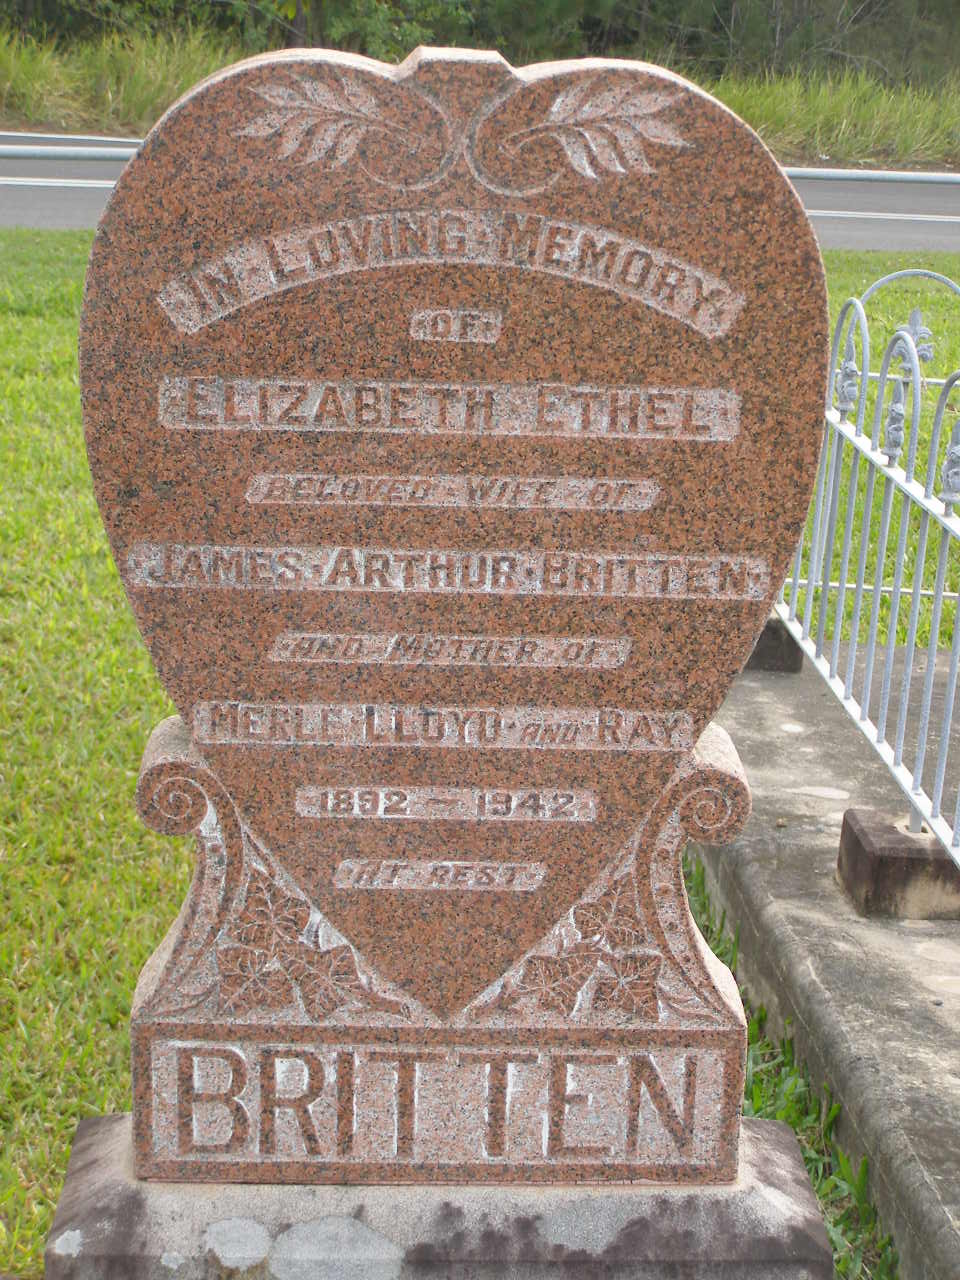 IN · LOVING · MEMORY ·
· OF ·
· ELIZABETH · ETHEL ·
BELOVED · WIFE · OF ·
· JAMES · ARTHUR · BRITTEN ·
· AND · MOTHER · OF ·
MERLE · LLOYD · AND · RAY
· 1892 — 1942 ·
· AT · REST ·
BRITTEN